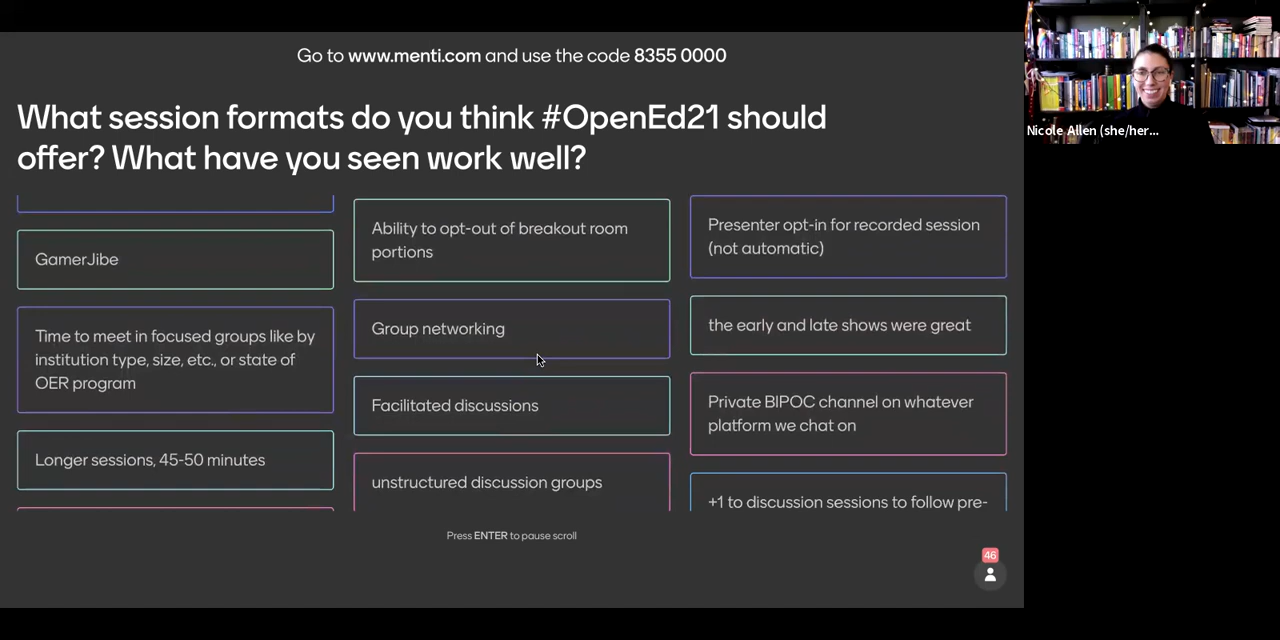 Go to www.menti.com and use the code 8355 0000
What session formats do you think #OpenEd21 should
offer? What have you seen work well?
GamerJibe
Time to meet in focused groups like by
institution type, size, etc., or state of
OER program
Longer sessions, 45-50 minutes
Ability to opt-out of breakout room
portions
Group networking
Facilitated discussions
unstructured discussion groups
Presenter opt-in for recorded session
(not automatic)
the early and late shows were great
Private BIPOC channel on whatever
platform we chat on
+1 to discussion sessions to follow pre-
Press ENTER to pause scroll
46
Nicole Allen (she/her...